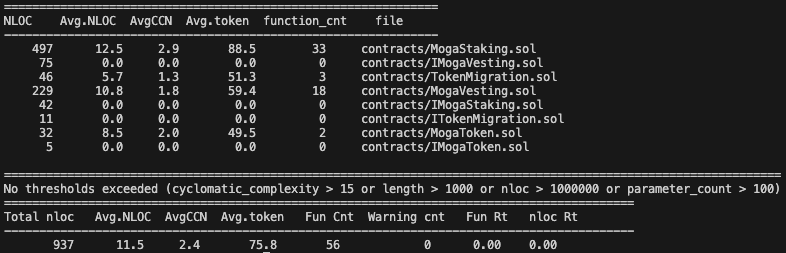 ================================================================
NLOC    Avg.NLOC  AvgCCN  Avg.token  function_cnt    file
--------------------------------------------------------------
    497      12.5     2.9       88.5        33     contracts/MogaStaking.sol
     75       0.0     0.0        0.0         0     contracts/IMogaVesting.sol
     46       5.7     1.3       51.3         3     contracts/TokenMigration.sol
    229      10.8     1.8       59.4        18     contracts/MogaVesting.sol
     42       0.0     0.0        0.0         0     contracts/IMogaStaking.sol
     11       0.0     0.0        0.0         0     contracts/ITokenMigration.sol
     32       8.5     2.0       49.5         2     contracts/MogaToken.sol
      5       0.0     0.0        0.0         0     contracts/IMogaToken.sol
===============================================================================================================
No thresholds exceeded (cyclomatic_complexity > 15 or length > 1000 or nloc > 1000000 or parameter_count > 100)
==========================================================================================
Total nloc   Avg.NLOC  AvgCCN  Avg.token   Fun Cnt  Warning cnt   Fun Rt   nloc Rt
------------------------------------------------------------------------------------------
       937      11.5     2.4       75.8       56            0      0.00    0.00